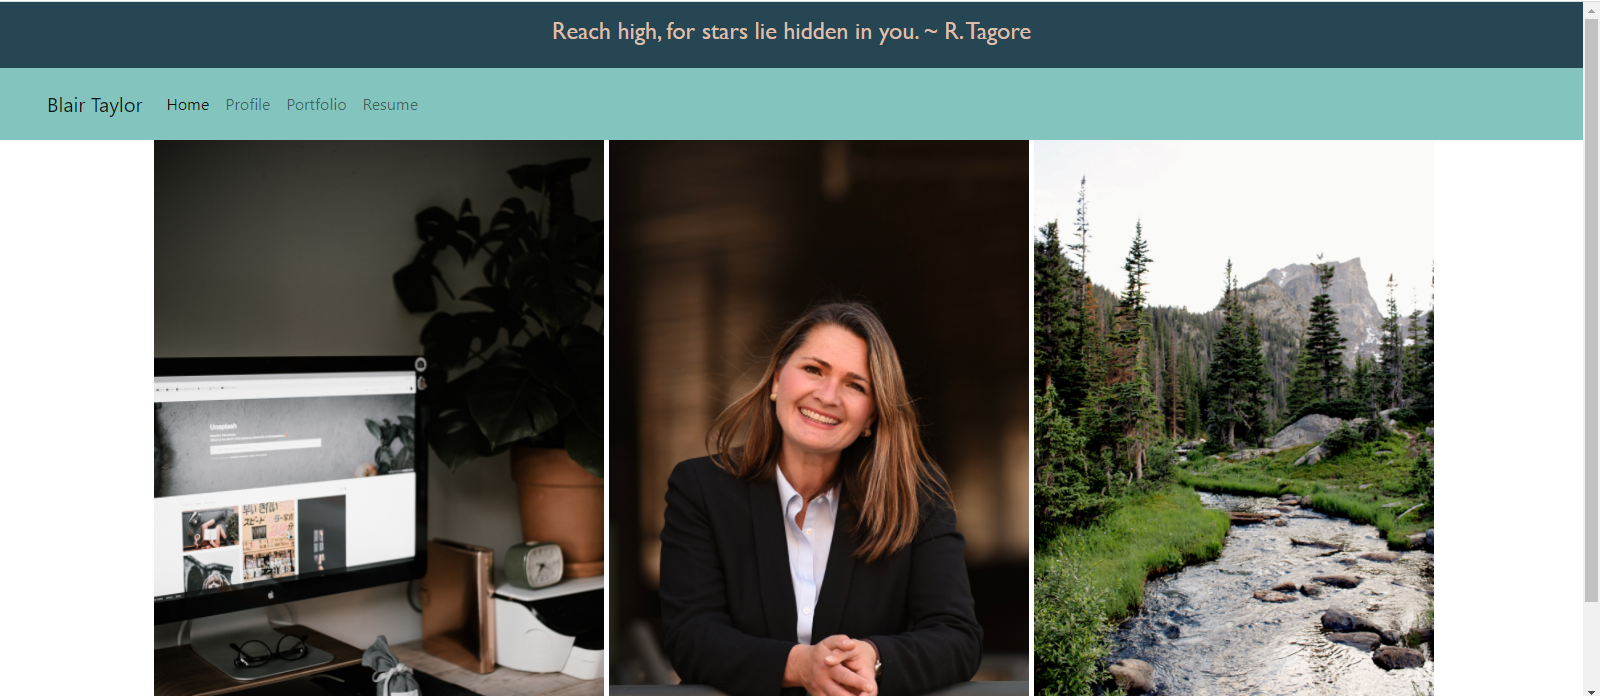 Reach high, for stars lie hidden in you. ~ R. Tagore
Blair Taylor Home Profile Portfolio Resume
Unsplash